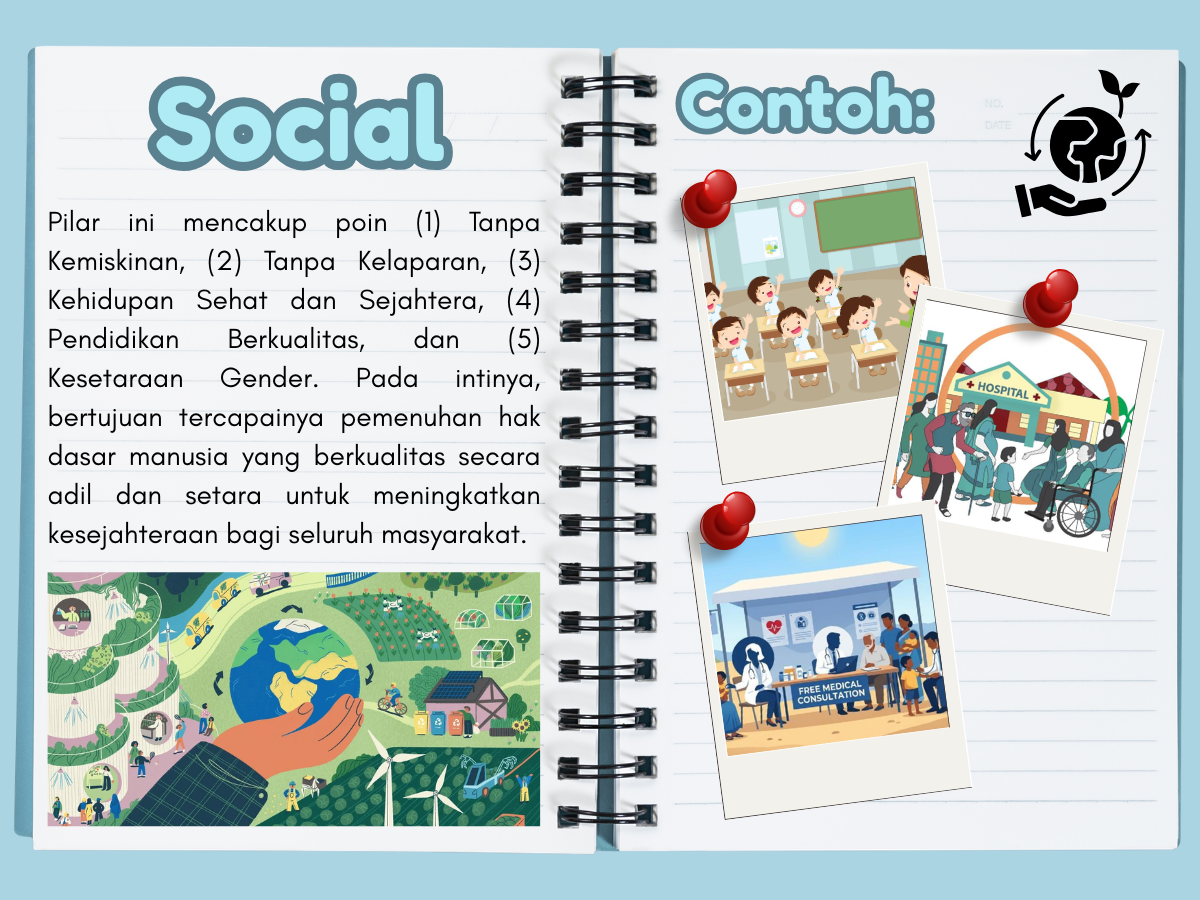 Social
Pilar ini mencakup poin (1) Tanpa
Kemiskinan, (2) Tanpa Kelaparan, (3)
Kehidupan Sehat dan Sejahtera, (4)
Pendidikan Berkualitas, dan (5)
Kesetaraan Gender. Pada intinya,
bertujuan tercapainya pemenuhan hak
dasar manusia yang berkualitas secara
adil dan setara untuk meningkatkan
kesejahteraan bagi seluruh masyarakat.
Contoh:
NO.
DATE
HOSPITAL
FREE MEDICAL
CONSULTATION